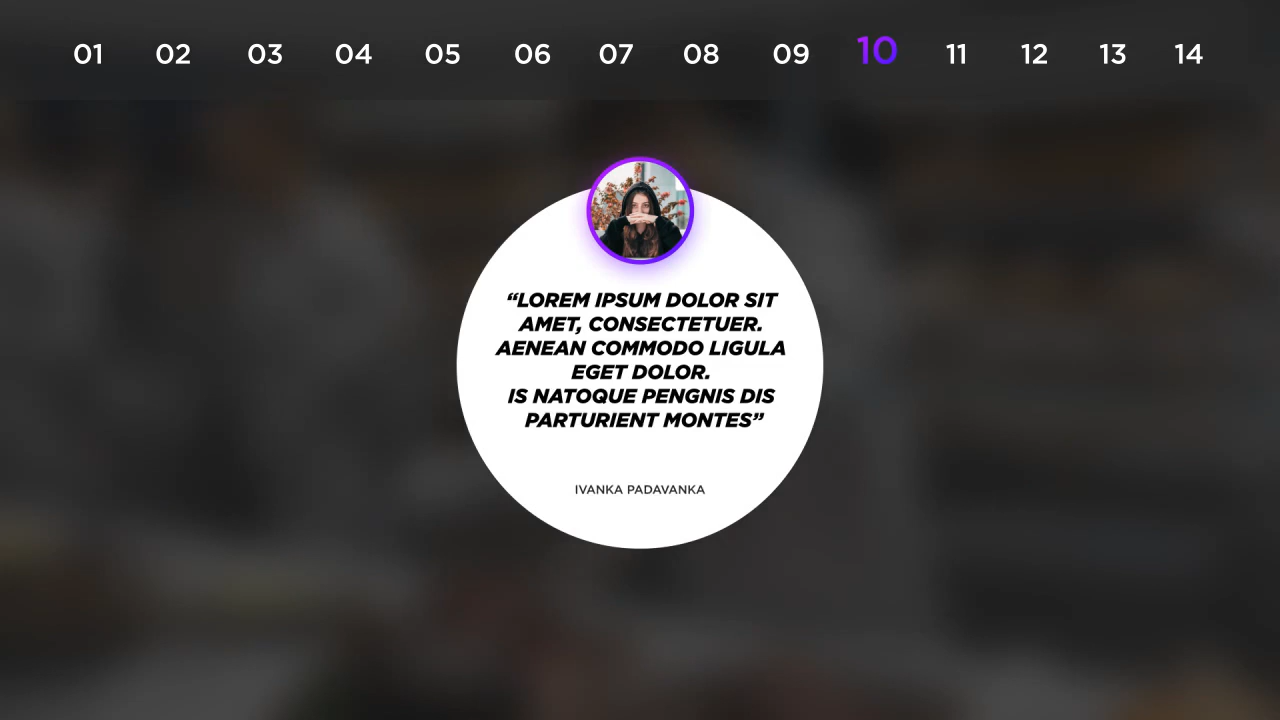 01 02 03 04 05 06 07 08 09 10 11 12 13 14
“LOREM IPSUM DOLOR SIT
AMET, CONSECTETUER.
AENEAN COMMODO LIGULA
EGET DOLOR.
IS NATOQUE PENGNIS DIS
PARTURIENT MONTES”
IVANKA PADAVANKA